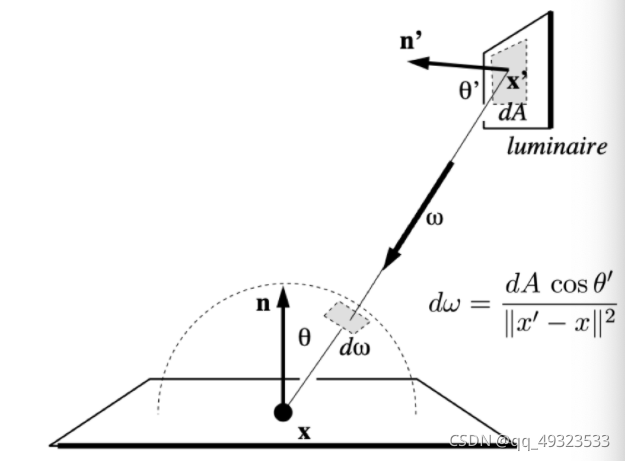 n'
x'
θ'
dA
luminaire
ω
dω = dA cos θ' / ‖x' − x‖²
n
θ
dω
x
CSDN @qq_49323533